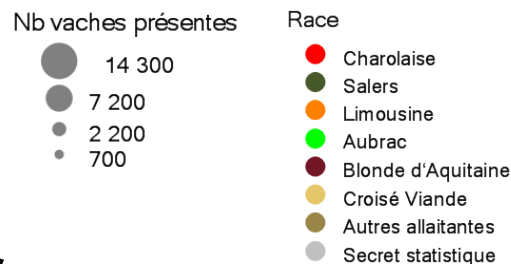 Nb vaches présentes
14 300
7 200
2 200
700
Race
Charolaise
Salers
Limousine
Aubrac
Blonde d'Aquitaine
Croisé Viande
Autres allaitantes
Secret statistique